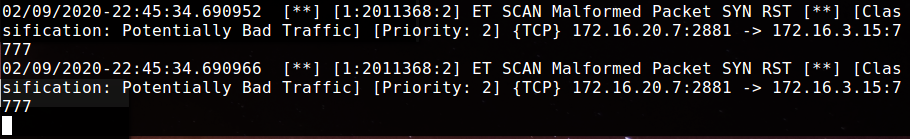 02/09/2020-22:45:34.690952  [**] [1:2011368:2] ET SCAN Malformed Packet SYN RST [**] [Clas
sification: Potentially Bad Traffic] [Priority: 2] {TCP} 172.16.20.7:2881 -> 172.16.3.15:7
777
02/09/2020-22:45:34.690966  [**] [1:2011368:2] ET SCAN Malformed Packet SYN RST [**] [Clas
sification: Potentially Bad Traffic] [Priority: 2] {TCP} 172.16.20.7:2881 -> 172.16.3.15:7
777